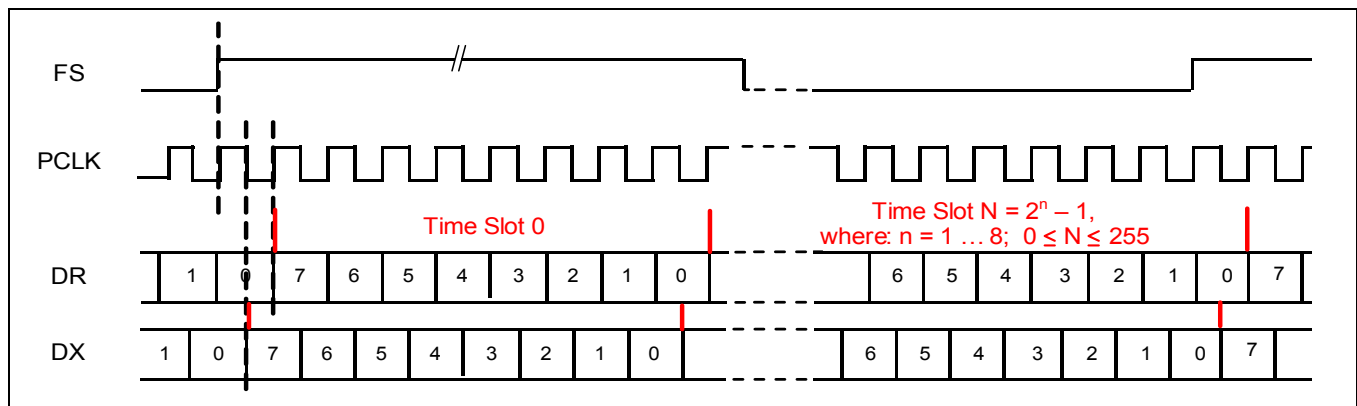 FS
PCLK
Time Slot 0
Time Slot N = 2ⁿ – 1,
where: n = 1 … 8; 0 ≤ N ≤ 255
DR 1 0 7 6 5 4 3 2 1 0 6 5 4 3 2 1 0 7
DX 1 0 7 6 5 4 3 2 1 0 6 5 4 3 2 1 0 7